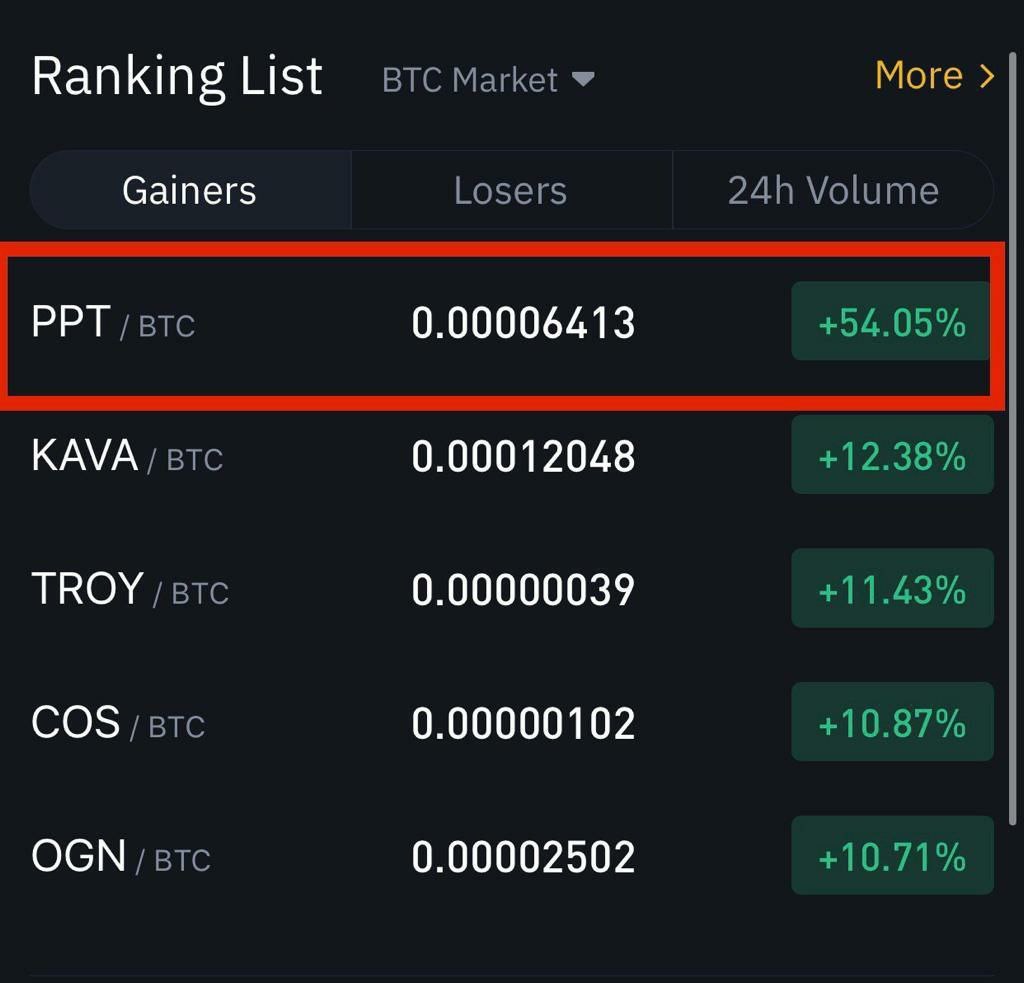 Ranking List BTC Market More
Gainers Losers 24h Volume
PPT / BTC 0.00006413 +54.05%
KAVA / BTC 0.00012048 +12.38%
TROY / BTC 0.00000039 +11.43%
COS / BTC 0.00000102 +10.87%
OGN / BTC 0.00002502 +10.71%